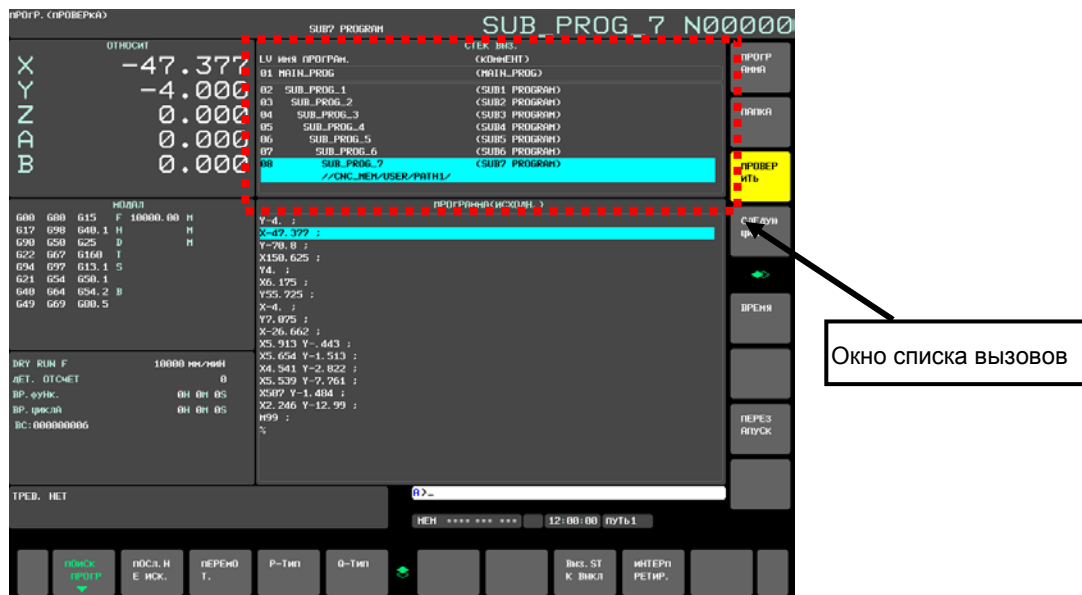 ПРОГР.(ПРОВЕРКА)
SUB7 PROGRAM
SUB_PROG_7 N00000
ОТНОСИТ
X -47.377
Y -4.000
Z 0.000
A 0.000
B 0.000
СТЕК ВЫЗ.
LV ИМЯ ПРОГРАМ. (КОММЕНТ)
01 MAIN_PROG (MAIN_PROG)
02 SUB_PROG_1 (SUB1 PROGRAM)
03 SUB_PROG_2 (SUB2 PROGRAM)
04 SUB_PROG_3 (SUB3 PROGRAM)
05 SUB_PROG_4 (SUB4 PROGRAM)
06 SUB_PROG_5 (SUB5 PROGRAM)
07 SUB_PROG_6 (SUB6 PROGRAM)
08 SUB_PROG_7 (SUB7 PROGRAM)
//CNC_MEM/USER/PATH1/
МОДАЛ
G00 G80 G15 F 10000.00 M
G17 G98 G40.1 H M
G90 G50 G25 D M
G22 G67 G160 T
G94 G97 G13.1 S
G21 G54 G50.1
G40 G64 G54.2 B
G49 G69 G80.5
ПРОГРАММА(ИСХОДН.)
Y-4. ;
X-47.377 ;
Y-70.8 ;
X150.625 ;
Y4. ;
X6.175 ;
Y55.725 ;
X-4. ;
Y7.075 ;
X-26.662 ;
X5.913 Y-.443 ;
X5.654 Y-1.513 ;
X4.541 Y-2.822 ;
X5.539 Y-7.761 ;
X507 Y-1.484 ;
X2.246 Y-12.99 ;
M99 ;
%
DRY RUN F 10000 ММ/МИН
ДЕТ. ОТСЧЕТ 0
ВР.ФУНК. 0H 0M 0S
ВР.ЦИКЛА 0H 0M 0S
ВС:000000006
ПРОГР
АММА
ПАПКА
ПРОВЕР
ИТЬ
СЛЕДУЮ
ВРЕМЯ
ПЕРЕЗ
АПУСК
Окно списка вызовов
ТРЕВ. НЕТ
A>_
MEM **** *** *** 12:00:00 ПУТЬ1
ПОИСК
ПРОГР
ПОСЛ.Н
Е ИСК.
ПЕРЕМО
Т.
P-ТИП
Q-ТИП
ВЫЗ.ST
K ВЫКЛ
ИНТЕРП
РЕТИР.